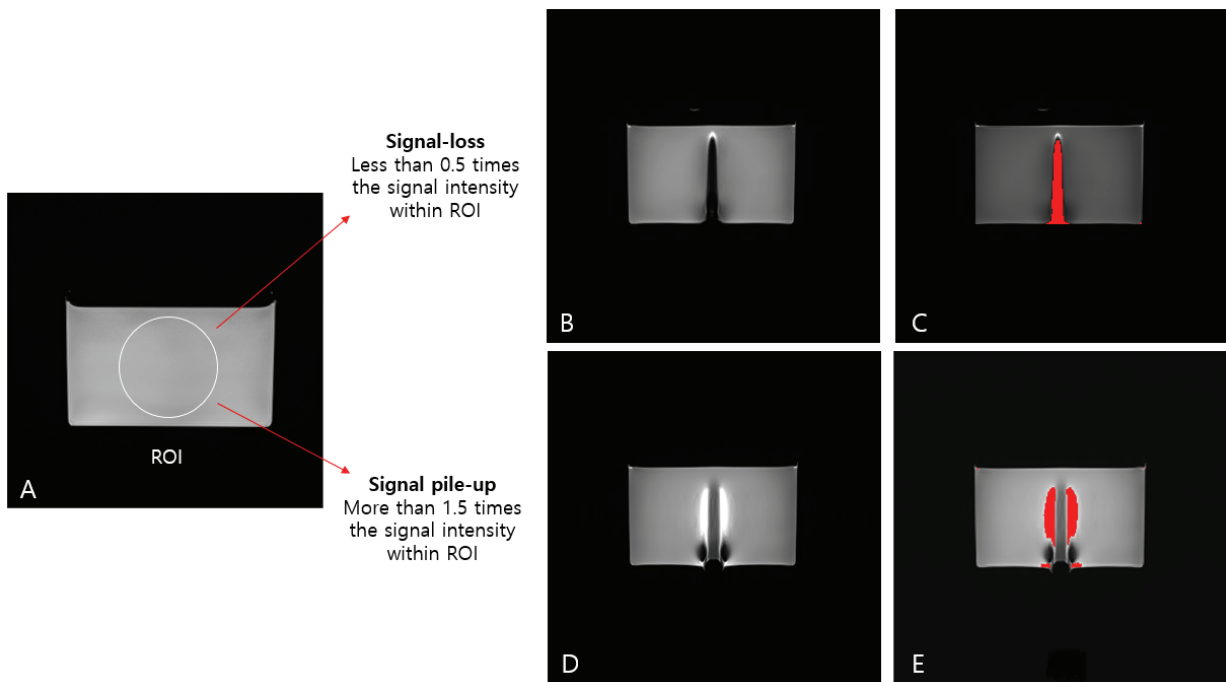 Signal-loss
Less than 0.5 times
the signal intensity
within ROI
ROI
A
Signal pile-up
More than 1.5 times
the signal intensity
within ROI
B
C
D
E